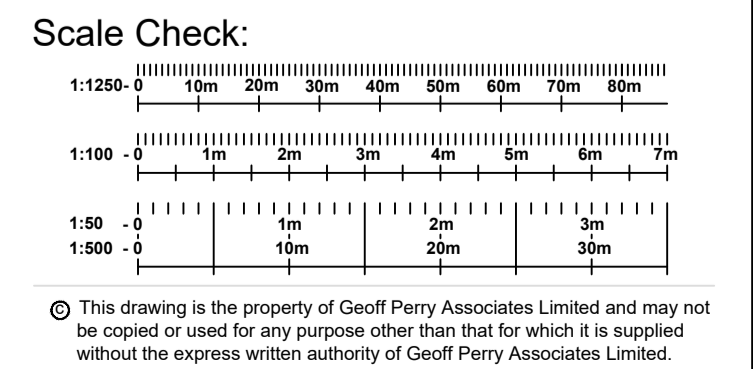 Scale Check:
1:1250- 0 10m 20m 30m 40m 50m 60m 70m 80m
1:100 - 0 1m 2m 3m 4m 5m 6m 7m
1:50 - 0 1m 2m 3m
1:500 - 0 10m 20m 30m
© This drawing is the property of Geoff Perry Associates Limited and may not
be copied or used for any purpose other than that for which it is supplied
without the express written authority of Geoff Perry Associates Limited.